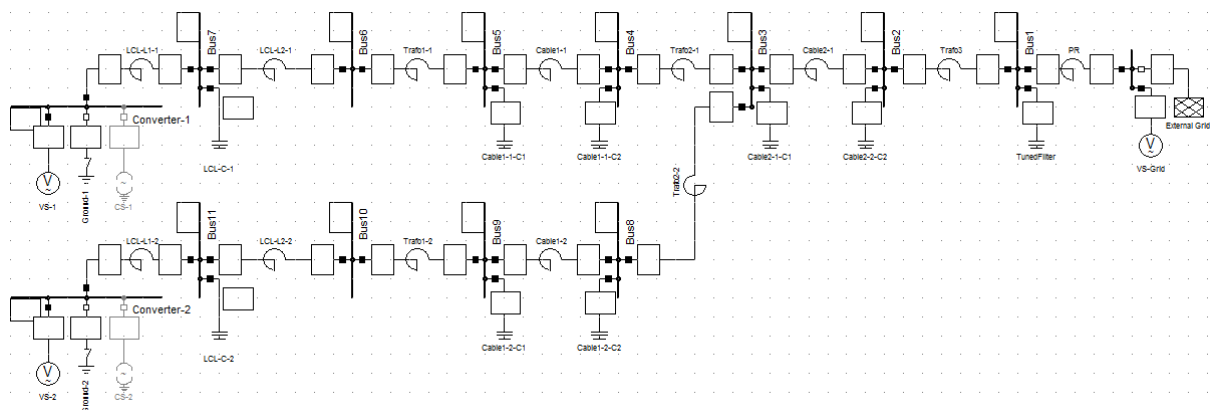 LCL-L1-1
Bus7
LCL-L2-1
Bus6
Trafo1-1
Bus5
Cable1-1
Bus4
Trafo2-1
Bus3
Cable2-1
Bus2
Trafo3
Bus1
PR
Converter-1
External Grid
LCL-C-1
Cable1-1-C1
Cable1-1-C2
Cable2-1-C1
Cable2-2-C2
TunedFilter
VS-Grid
VS-1
Ground-1
CS-1
Trafo2-2
LCL-L1-2
Bus11
LCL-L2-2
Bus10
Trafo1-2
Bus9
Cable1-2
Bus8
Converter-2
LCL-C-2
Cable1-2-C1
Cable1-2-C2
VS-2
Ground-2
CS-2
V
V
V